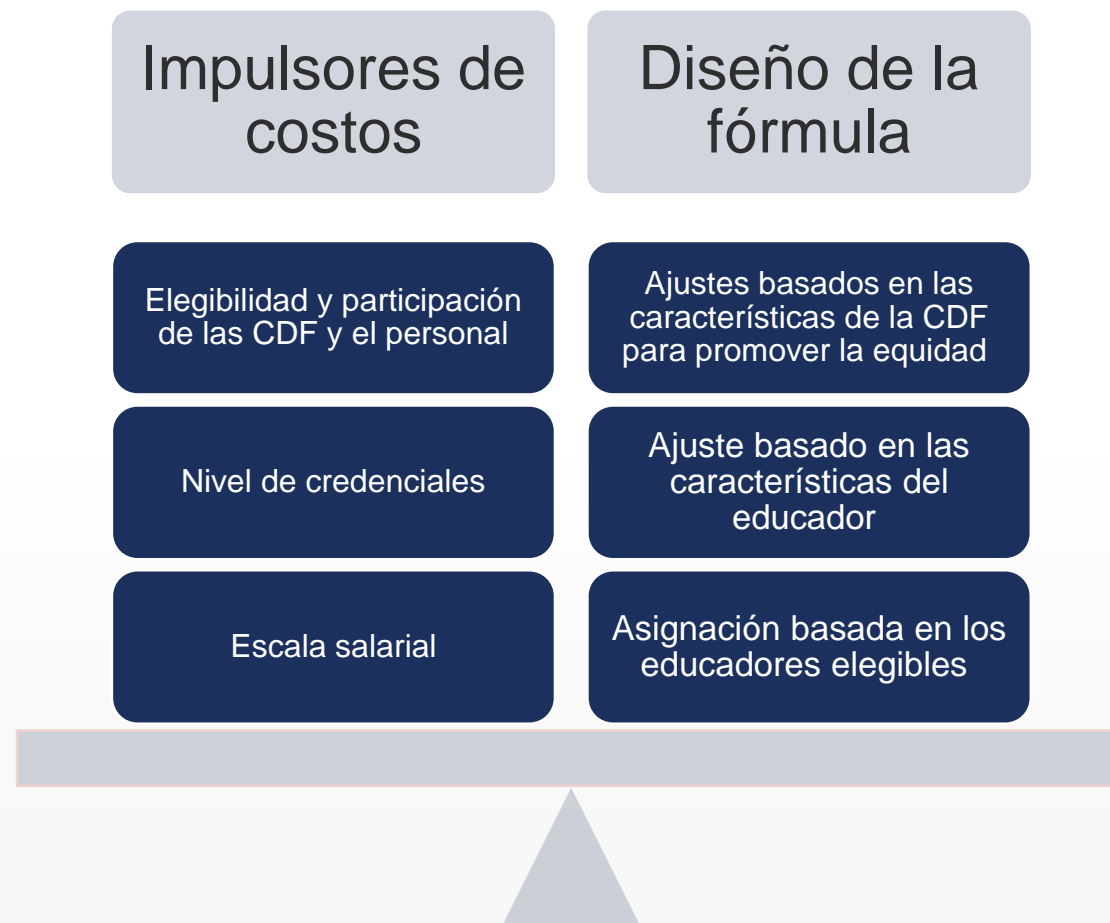 Impulsores de
costos
Diseño de la
fórmula
Elegibilidad y participación
de las CDF y el personal
Ajustes basados en las
características de la CDF
para promover la equidad
Nivel de credenciales
Ajuste basado en las
características del
educador
Escala salarial
Asignación basada en los
educadores elegibles